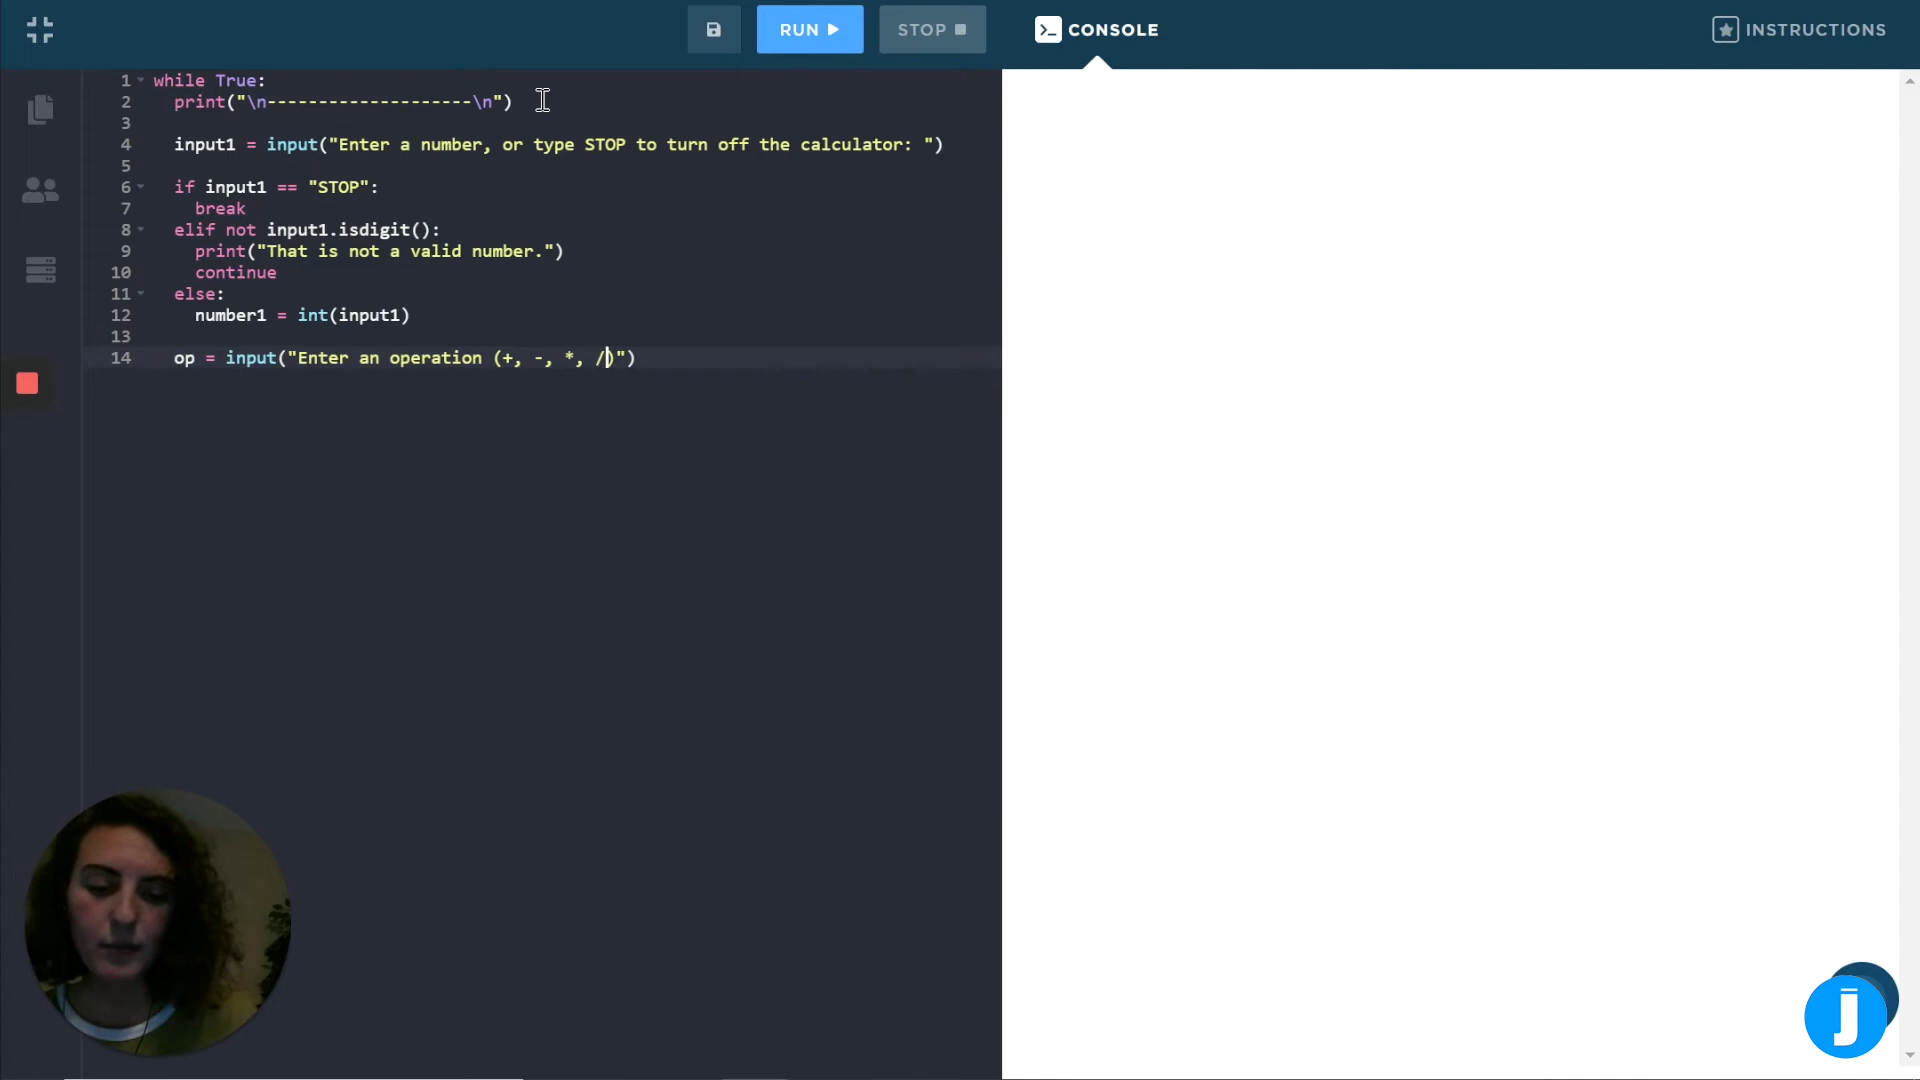 RUN
STOP
CONSOLE
INSTRUCTIONS
1 while True:
2 print("\n--------------------\n")
3
4 input1 = input("Enter a number, or type STOP to turn off the calculator: ")
5
6 if input1 == "STOP":
7 break
8 elif not input1.isdigit():
9 print("That is not a valid number.")
10 continue
11 else:
12 number1 = int(input1)
13
14 op = input("Enter an operation (+, -, *, /)")
J